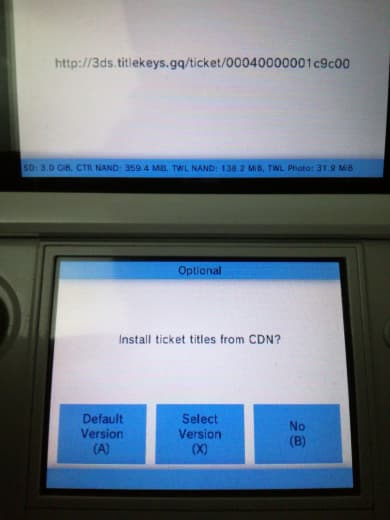 http://3ds.titlekeys.gq/ticket/00040000001c9c00
SD: 3.0 GiB, CTR NAND: 359.4 MiB, TWL NAND: 138.2 MiB, TWL Photo: 31.9 MiB
Optional
Install ticket titles from CDN?
Default
Version
(A)
Select
Version
(X)
No
(B)